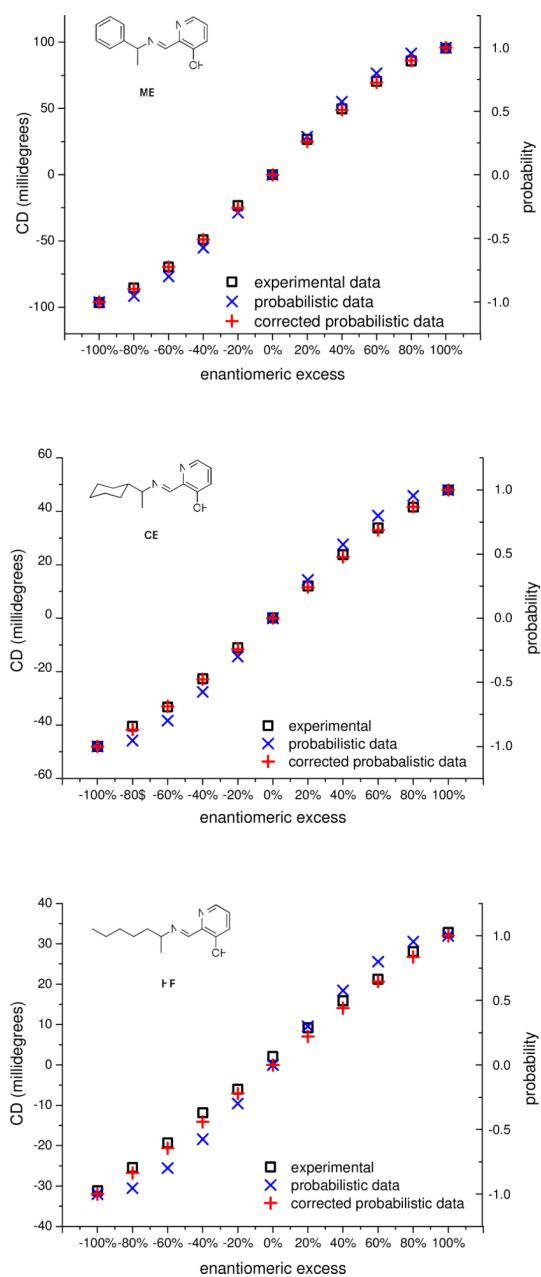 N
N
OH
ME
100
50
0
-50
-100
CD (millidegrees)
1.0
0.5
0.0
-0.5
-1.0
probability
experimental data
probabilistic data
corrected probabilistic data
-100% -80% -60% -40% -20% 0% 20% 40% 60% 80% 100%
enantiomeric excess
N
N
OH
CE
60
40
20
0
-20
-40
-60
CD (millidegrees)
1.0
0.5
0.0
-0.5
-1.0
probability
experimental
probabilistic data
corrected probabalistic data
-100% -80$ -60% -40% -20% 0% 20% 40% 60% 80% 100%
enantiomeric excess
N
N
OH
40
30
20
10
0
-10
-20
-30
-40
CD (millidegrees)
1.0
0.5
0.0
-0.5
-1.0
probability
experimental
probabilistic data
corrected probabilistic data
-100% -80% -60% -40% -20% 0% 20% 40% 60% 80% 100%
enantiomeric excess